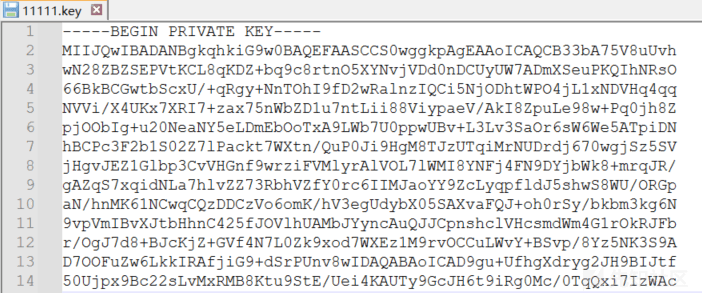 11111.key
1 -----BEGIN PRIVATE KEY-----
2 MIIJQwIBADANBgkqhkiG9w0BAQEFAASCCS0wggkpAgEAAoICAQCB33bA75V8uUvh
3 wN28ZBZSEPVtKCL8qKDZ+bq9c8rtnO5XYNvjVDd0nDCUyUW7ADmXSeuPKQIhNRsO
4 66BkBCGwtbScxU/+qRgy+NnTOhI9fD2wRalnzIQCi5NjODhtWPO4jL1xNDVHq4qq
5 NVVi/X4UKx7XRI7+zax75nWbZD1u7ntLii88ViypaeV/AkI8ZpuLe98w+Pq0jh8Z
6 pjOObIg+u20NeaNY5eLDmEbOoTxA9LWb7U0ppwUBv+L3Lv3SaOr6sW6We5ATpiDN
7 hBCPc3F2b1S02Z7lPackt7WXtn/QuP0Ji9HgM8TJzUTqiMrNUDrdj670wgjSz5SV
8 jHgvJEZ1Glbp3CvVHGnf9wrziFVMlyrAlVOL7lWMI8YNFj4FN9DYjbWk8+mrqJR/
9 gAZqS7xqidNLa7hlvZZ73RbhVZfY0rc6IIMJaoYY9ZcLyqpfldJ5shwS8WU/ORGp
10 aN/hnMK61NCwqCQzDDCzVo6omK/hV3egUdybX05SAXvaFQJ+oh0rSy/bkbm3kg6N
11 9vpVmIBvXJtbHhnC425fJOVlhUAMbJYyncAuQJJCpnshclVHcsmdWm4G1rOkRJFb
12 r/OgJ7d8+BJcKjZ+GVf4N7L0Zk9xod7WXEz1M9rvOCCuLWvY+BSvp/8Yz5NK3S9A
13 D7OOFuZw6LkkIRAfjiG9+dSrPUnv8wIDAQABAoICAD9gu+UfhgXdryg2JH9BIJtf
14 50Ujpx9Bc22sLvMxRMB8Ktu9StE/Uei4KAUTy9GcJH6t9iRg0Mc/0TqQxi7IzWAc